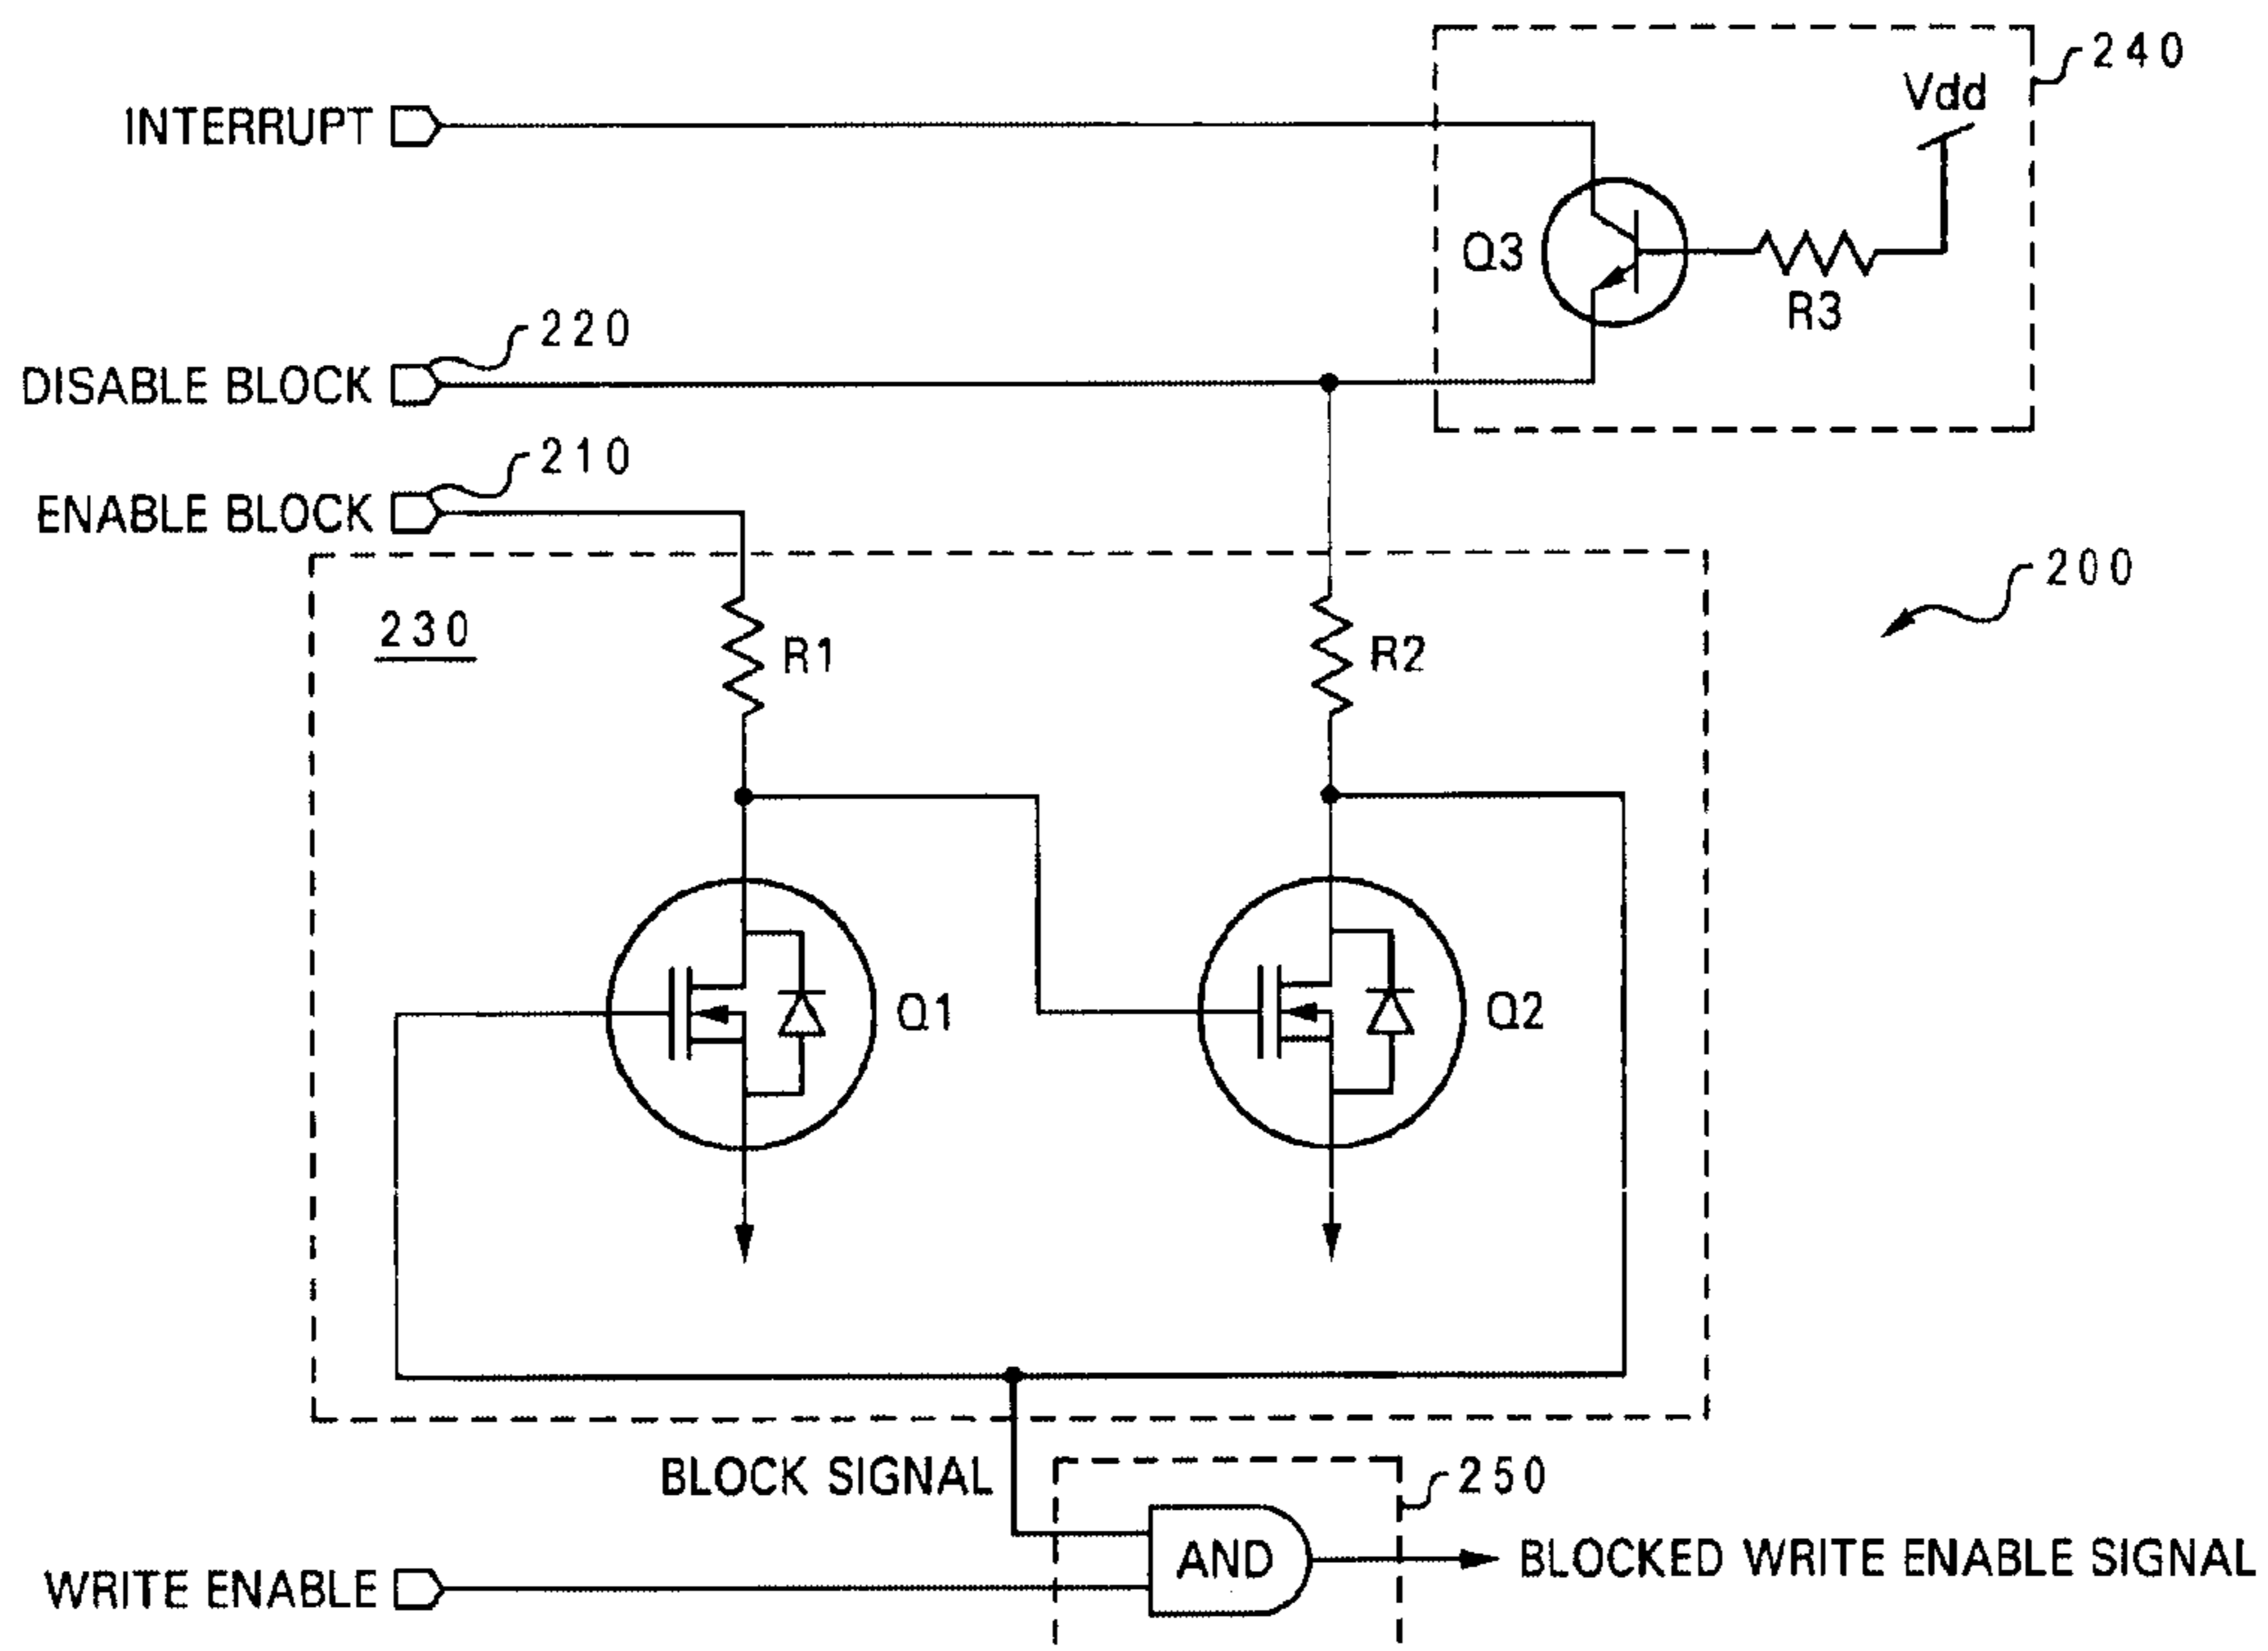 240
Vdd
INTERRUPT
Q3
R3
220
DISABLE BLOCK
210
ENABLE BLOCK
200
230
R1
R2
Q1
Q2
BLOCK SIGNAL
250
AND
BLOCKED WRITE ENABLE SIGNAL
WRITE ENABLE